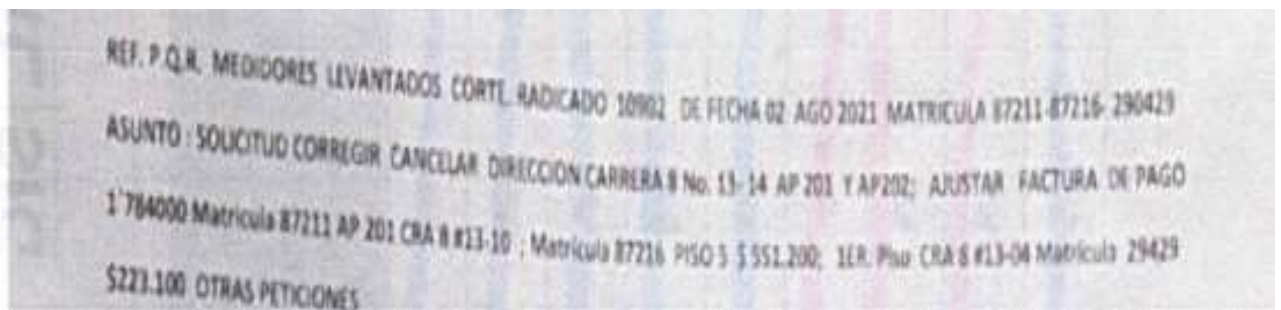 REF. P.Q.R. MEDIDORES LEVANTADOS CORTE. RADICADO 10902 DE FECHA 02 AGO 2021 MATRICULA 87211-87216- 290429
ASUNTO : SOLICITUD CORREGIR CANCELAR DIRECCION CARRERA 8 No. 13- 14 AP 201 Y AP202; AJUSTAR FACTURA DE PAGO
1´784000 Matricula 87211 AP 201 CRA 8 #13-10 ; Matricula 87216 PISO 3 $ 551.200; 1ER. Piso CRA 8 #13-04 Matricula 29429
$223.100 OTRAS PETICIONES